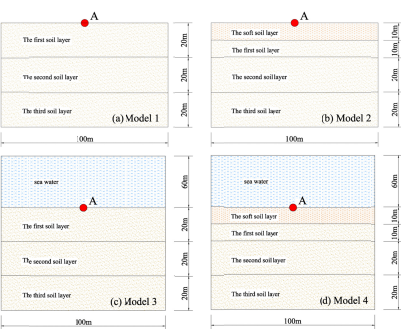 A
The first soil layer
20m
The second soil layer
20m
The third soil layer
(a) Model 1
20m
100m
A
The soft soil layer
10m
The first soil layer
10m
The second soil layer
20m
The third soil layer
(b) Model 2
20m
100m
sea water
60m
A
The first soil layer
20m
The second soil layer
20m
The third soil layer
(c) Model 3
20m
100m
sea water
60m
A
The soft soil layer
10m
The first soil layer
10m
The second soil layer
20m
The third soil layer
(d) Model 4
20m
100m